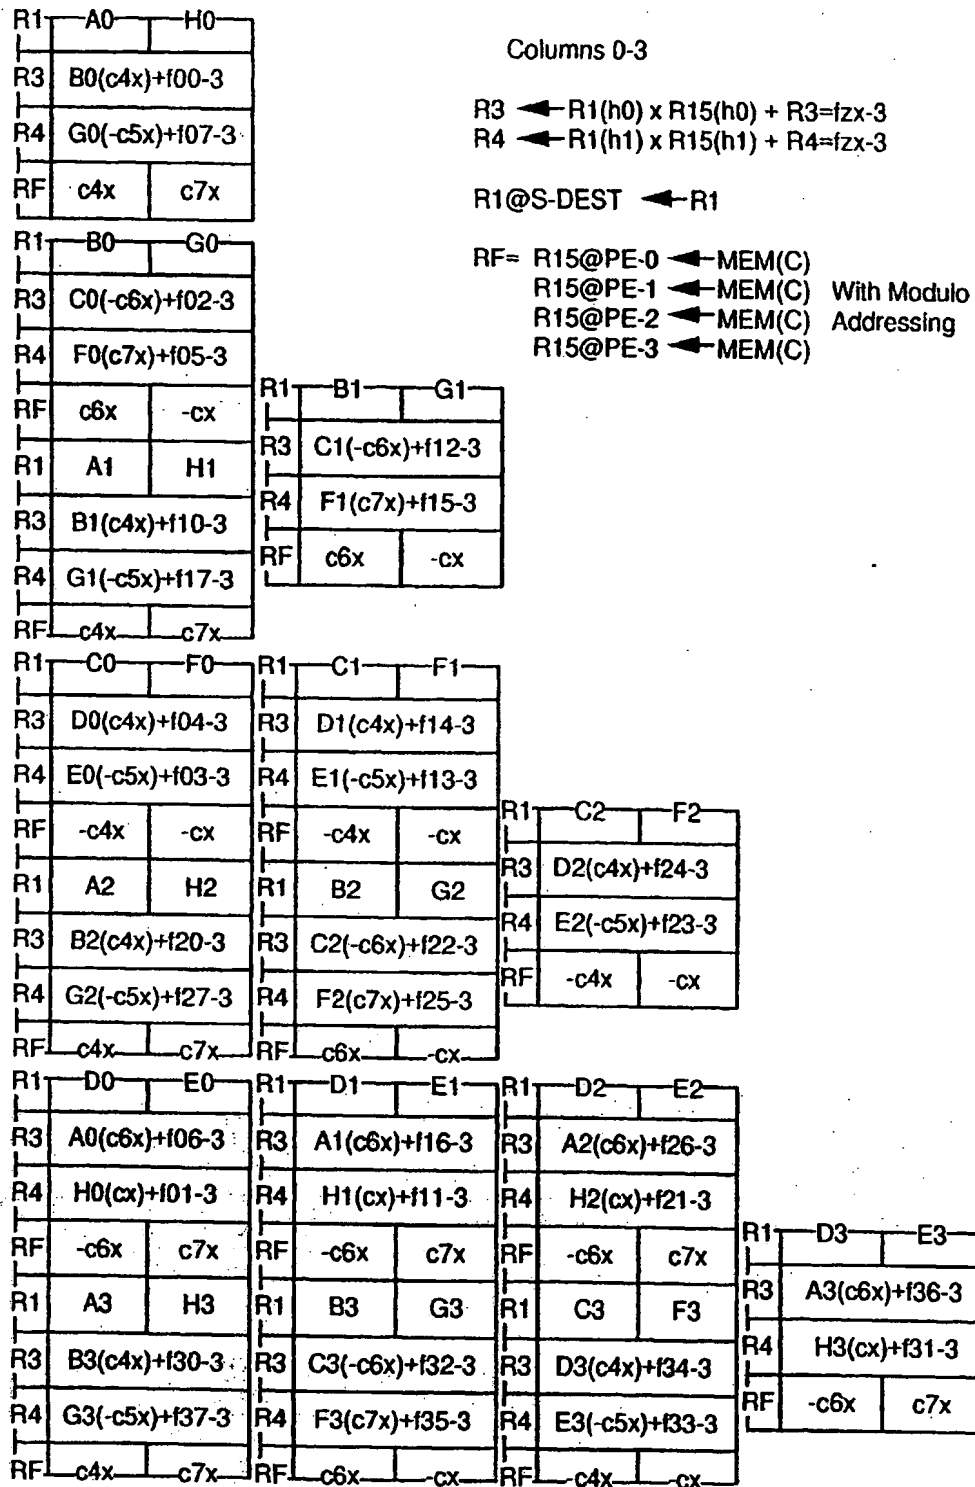 R1 A0 H0
R3 B0(c4x)+f00-3
R4 G0(-c5x)+f07-3
RF c4x c7x
Columns 0-3
R3 ← R1(h0) x R15(h0) + R3=fzx-3
R4 ← R1(h1) x R15(h1) + R4=fzx-3
R1@S-DEST ← R1
RF= R15@PE-0 ← MEM(C)
R15@PE-1 ← MEM(C) With Modulo
R15@PE-2 ← MEM(C) Addressing
R15@PE-3 ← MEM(C)
R1 B0 G0
R3 C0(-c6x)+f02-3
R4 F0(c7x)+f05-3
RF c6x -cx
R1 A1 H1
R3 B1(c4x)+f10-3
R4 G1(-c5x)+f17-3
RF c4x c7x
R1 B1 G1
R3 C1(-c6x)+f12-3
R4 F1(c7x)+f15-3
RF c6x -cx
R1 C0 F0
R3 D0(c4x)+f04-3
R4 E0(-c5x)+f03-3
RF -c4x -cx
R1 A2 H2
R3 B2(c4x)+f20-3
R4 G2(-c5x)+f27-3
RF c4x c7x
R1 C1 F1
R3 D1(c4x)+f14-3
R4 E1(-c5x)+f13-3
RF -c4x -cx
R1 B2 G2
R3 C2(-c6x)+f22-3
R4 F2(c7x)+f25-3
RF c6x -cx
R1 C2 F2
R3 D2(c4x)+f24-3
R4 E2(-c5x)+f23-3
RF -c4x -cx
R1 D0 E0
R3 A0(c6x)+f06-3
R4 H0(cx)+f01-3
RF -c6x c7x
R1 A3 H3
R3 B3(c4x)+f30-3
R4 G3(-c5x)+f37-3
RF c4x c7x
R1 D1 E1
R3 A1(c6x)+f16-3
R4 H1(cx)+f11-3
RF -c6x c7x
R1 B3 G3
R3 C3(-c6x)+f32-3
R4 F3(c7x)+f35-3
RF c6x -cx
R1 D2 E2
R3 A2(c6x)+f26-3
R4 H2(cx)+f21-3
RF -c6x c7x
R1 C3 F3
R3 D3(c4x)+f34-3
R4 E3(-c5x)+f33-3
RF -c4x -cx
R1 D3 E3
R3 A3(c6x)+f36-3
R4 H3(cx)+f31-3
RF -c6x c7x